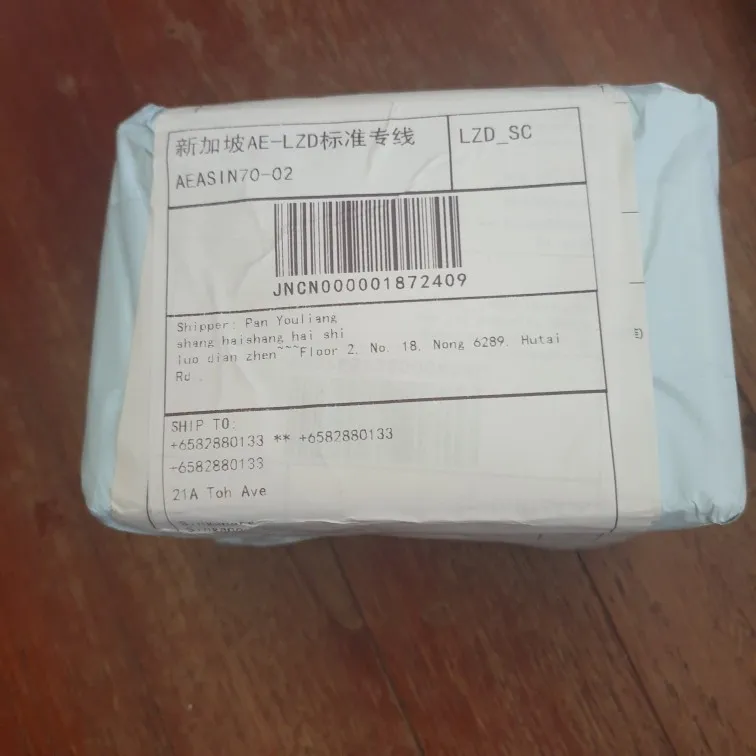 新加坡AE-LZD标准专线
LZD_SC
AEASIN70-02
JNCN000001872409
Shipper: Pan Youliang
shang haishang hai shi
luo dian zhen~~~Floor 2, No. 18, Nong 6289, Hutai
Rd .
SHIP TO:
+6582880133 ** +6582880133
+6582880133
21A Toh Ave